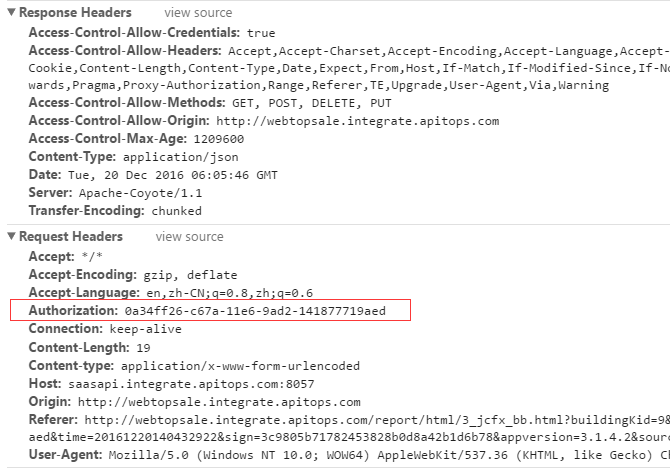 Response Headers view source
Access-Control-Allow-Credentials: true
Access-Control-Allow-Headers: Accept,Accept-Charset,Accept-Encoding,Accept-Language,Accept-
Cookie,Content-Length,Content-Type,Date,Expect,From,Host,If-Match,If-Modified-Since,If-No
wards,Pragma,Proxy-Authorization,Range,Referer,TE,Upgrade,User-Agent,Via,Warning
Access-Control-Allow-Methods: GET, POST, DELETE, PUT
Access-Control-Allow-Origin: http://webtopsale.integrate.apitops.com
Access-Control-Max-Age: 1209600
Content-Type: application/json
Date: Tue, 20 Dec 2016 06:05:46 GMT
Server: Apache-Coyote/1.1
Transfer-Encoding: chunked
Request Headers view source
Accept: */*
Accept-Encoding: gzip, deflate
Accept-Language: en,zh-CN;q=0.8,zh;q=0.6
Authorization: 0a34ff26-c67a-11e6-9ad2-141877719aed
Connection: keep-alive
Content-Length: 19
Content-type: application/x-www-form-urlencoded
Host: saasapi.integrate.apitops.com:8057
Origin: http://webtopsale.integrate.apitops.com
Referer: http://webtopsale.integrate.apitops.com/report/html/3_jcfx_bb.html?buildingKid=9&
aed&time=20161220140432922&sign=3c9805b71782453828b0d8a42b1d6b78&appversion=3.1.4.2&sour
User-Agent: Mozilla/5.0 (Windows NT 10.0; WOW64) AppleWebKit/537.36 (KHTML, like Gecko) Ch